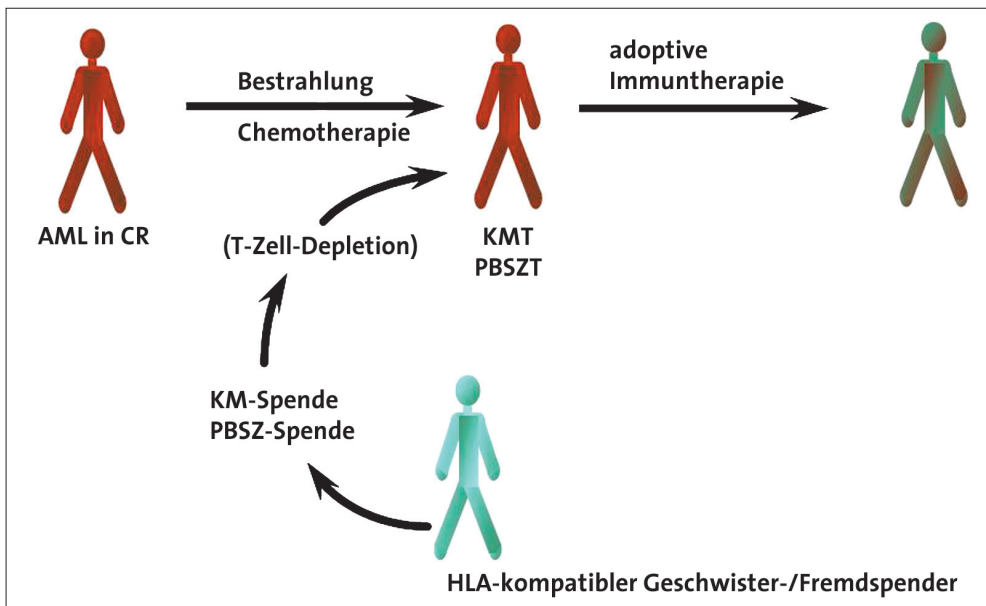 Bestrahlung
Chemotherapie
adoptive
Immuntherapie
AML in CR
(T-Zell-Depletion)
KMT
PBSZT
KM-Spende
PBSZ-Spende
HLA-kompatibler Geschwister-/Fremdspender